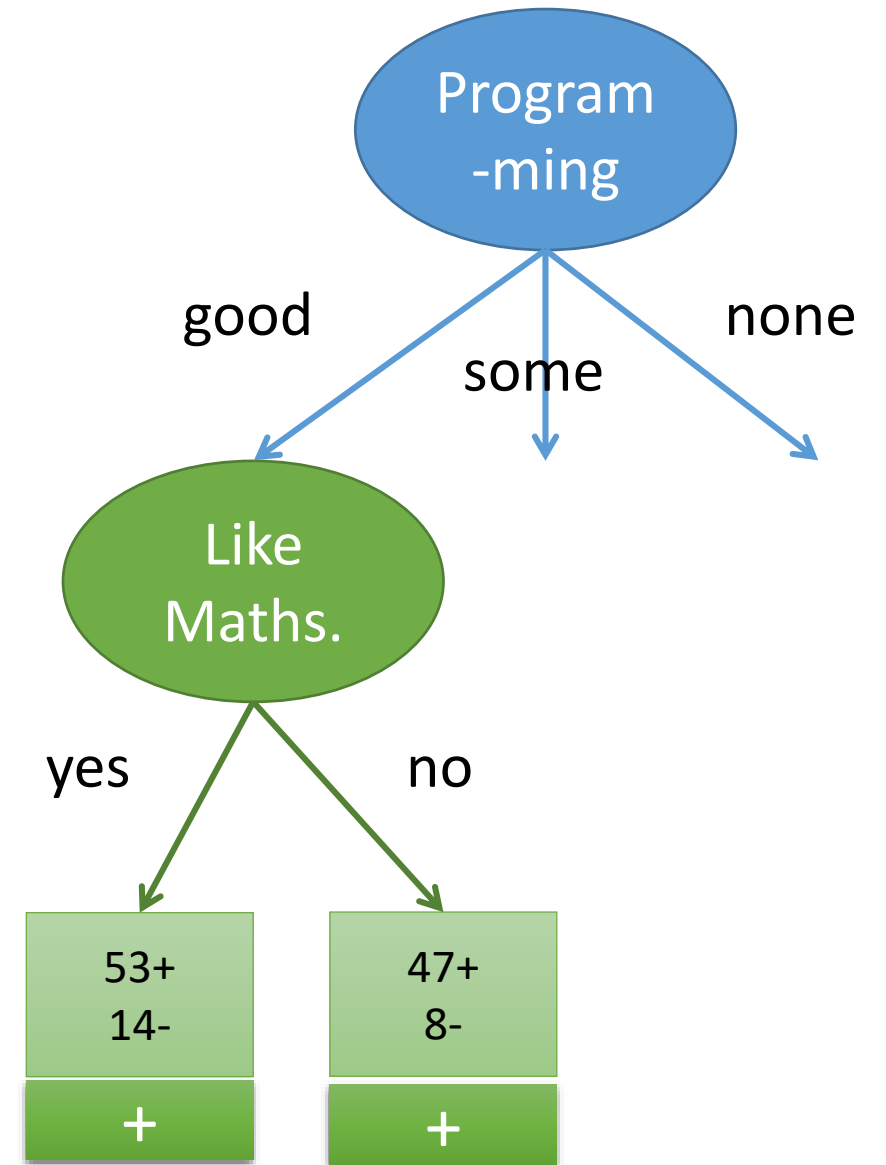 Program
-ming
good
some
none
Like
Maths.
yes
no
53+
14-
47+
8-
+
+